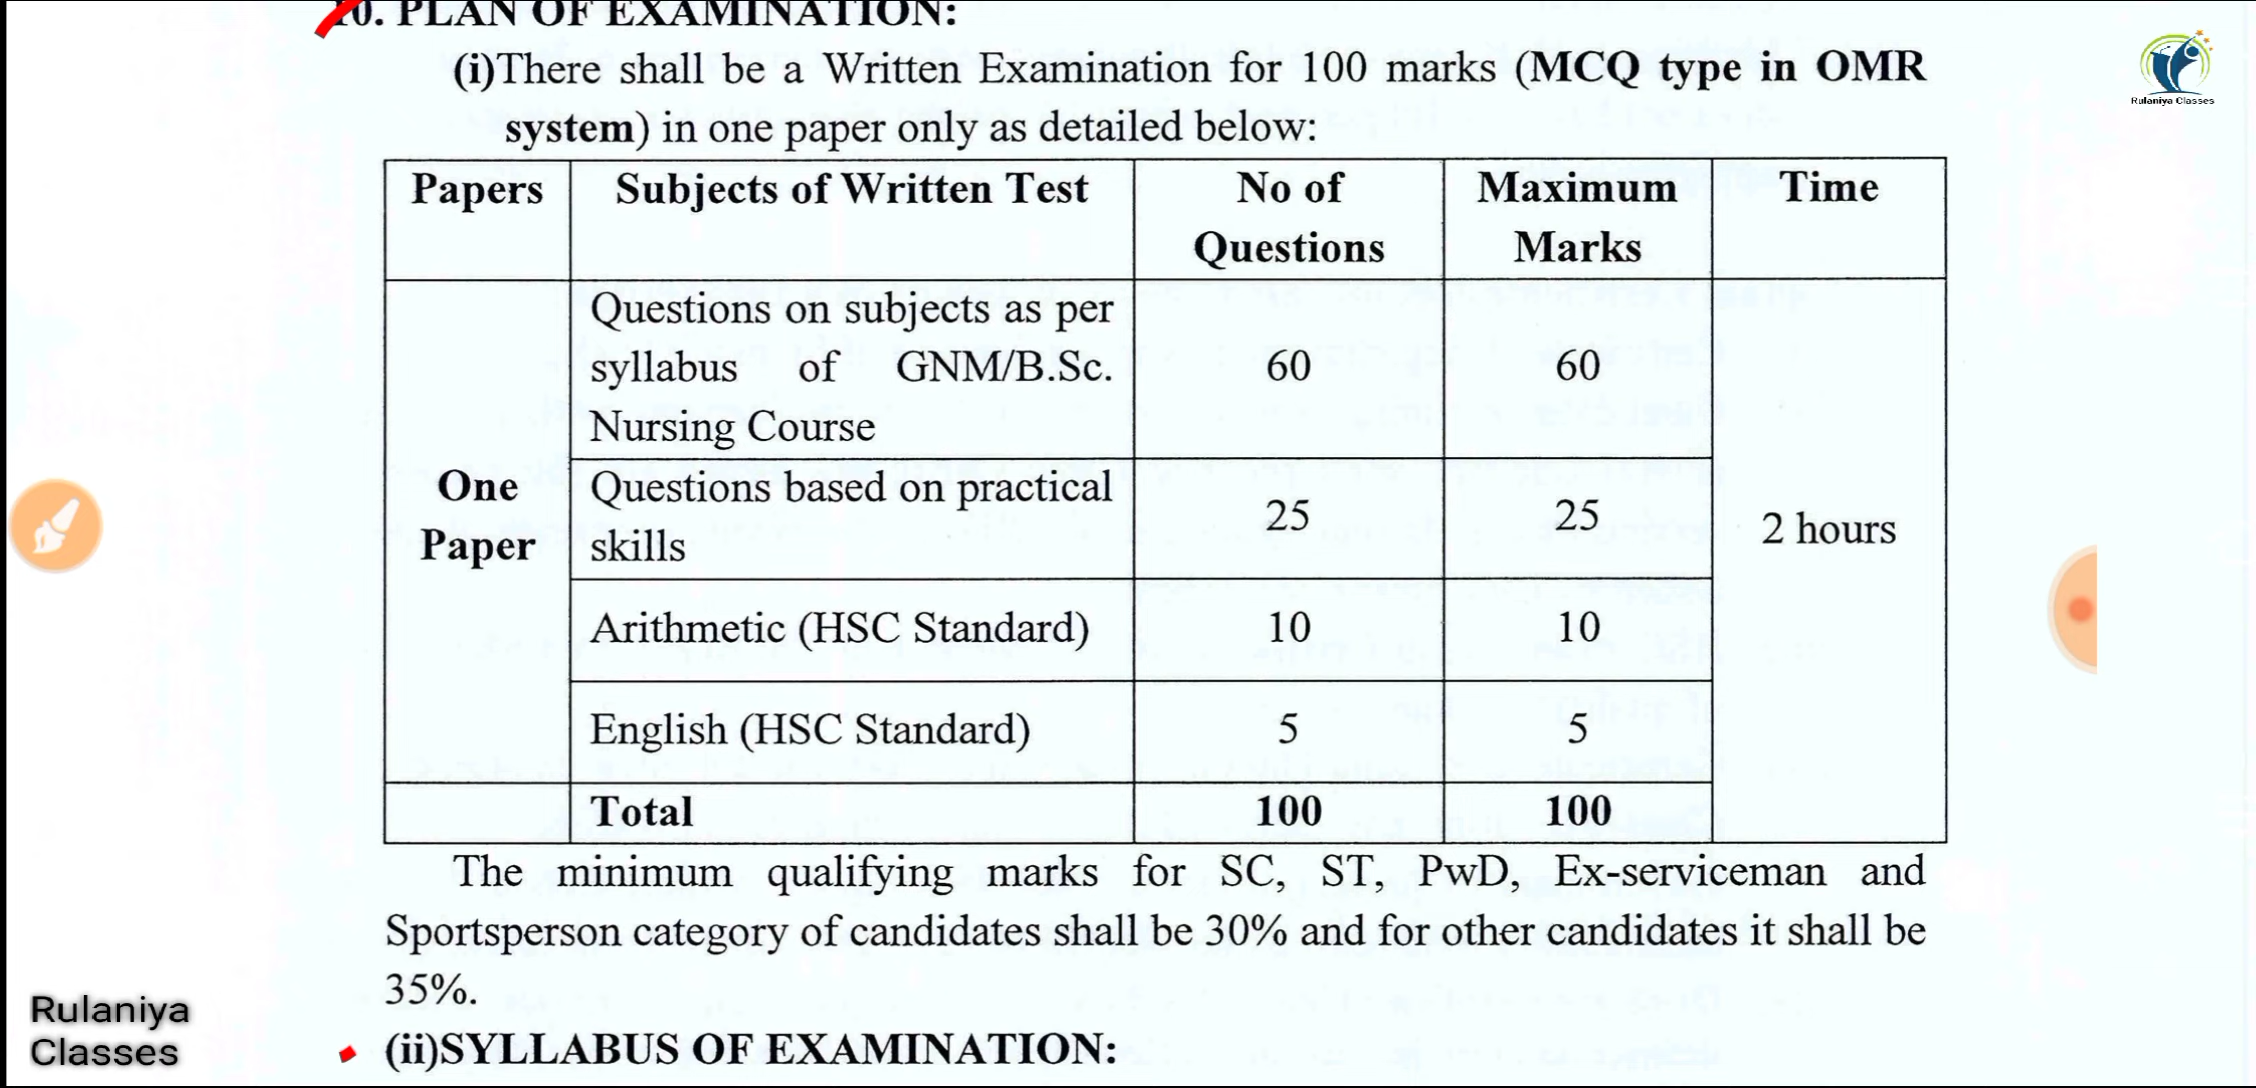 10. PLAN OF EXAMINATION:
(i)There shall be a Written Examination for 100 marks (MCQ type in OMR
system) in one paper only as detailed below:
Rulaniya Classes
Papers Subjects of Written Test No of Questions Maximum Marks Time
One Paper
Questions on subjects as per
syllabus of GNM/B.Sc.
Nursing Course
60 60
Questions based on practical
skills
25 25
2 hours
Arithmetic (HSC Standard) 10 10
English (HSC Standard) 5 5
Total 100 100
The minimum qualifying marks for SC, ST, PwD, Ex-serviceman and
Sportsperson category of candidates shall be 30% and for other candidates it shall be
35%.
(ii)SYLLABUS OF EXAMINATION:
Rulaniya
Classes